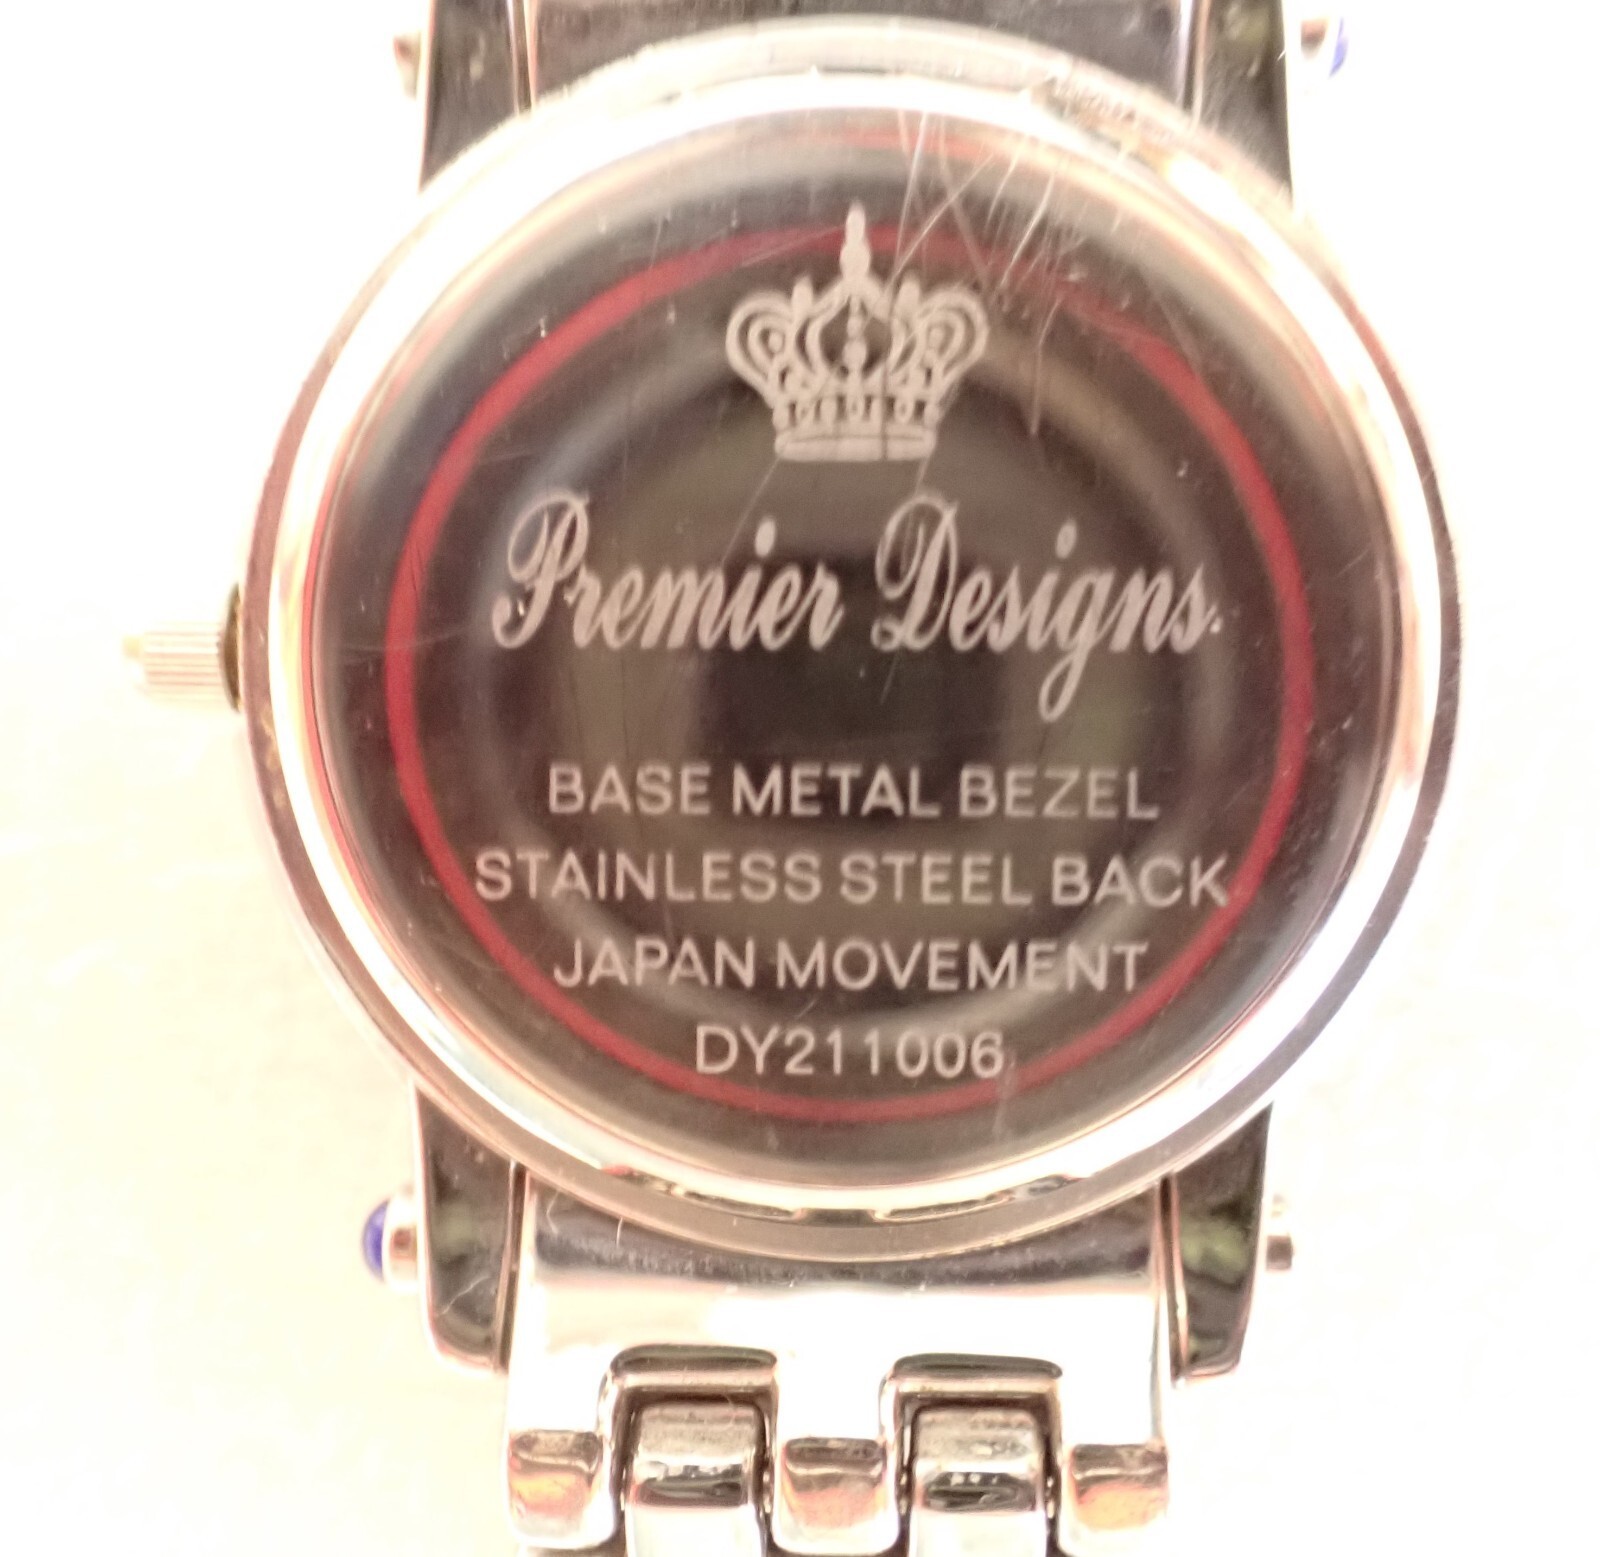 Premier Designs.
BASE METAL BEZEL
STAINLESS STEEL BACK
JAPAN MOVEMENT
DY211006